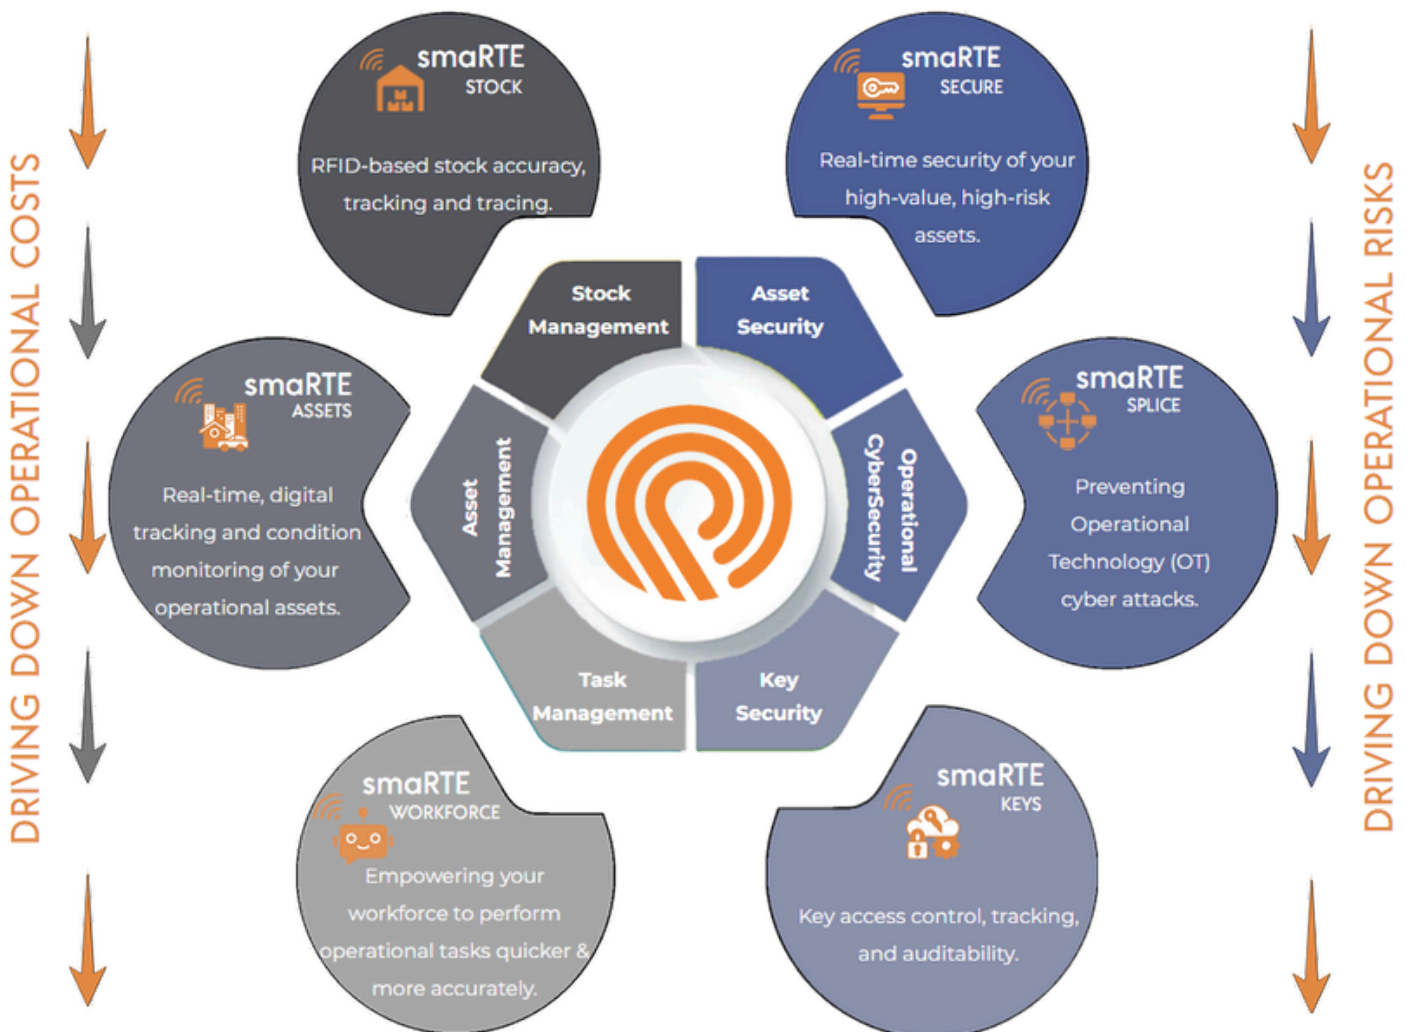 DRIVING DOWN OPERATIONAL COSTS
smaRTE
STOCK
RFID-based stock accuracy,
tracking and tracing.
smaRTE
SECURE
Real-time security of your
high-value, high-risk
assets.
Stock
Management
Asset
Security
smaRTE
ASSETS
Real-time, digital
tracking and condition
monitoring of your
operational assets.
Asset
Management
Operational
CyberSecurity
smaRTE
SPLICE
Preventing
Operational
Technology (OT)
cyber attacks.
Task
Management
Key
Security
smaRTE
WORKFORCE
Empowering your
workforce to perform
operational tasks quicker &
more accurately.
smaRTE
KEYS
Key access control, tracking,
and auditability.
DRIVING DOWN OPERATIONAL RISKS